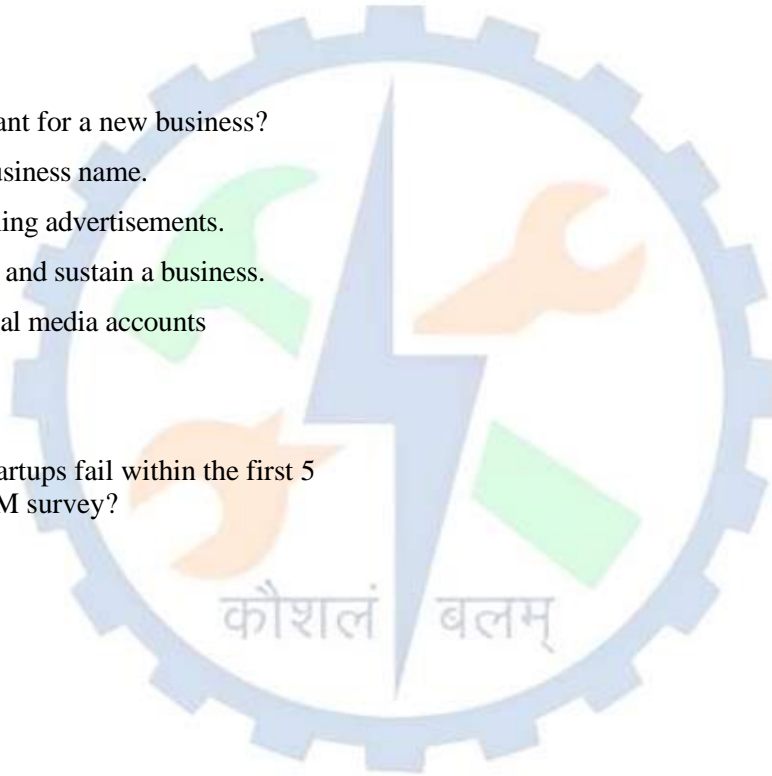 ant for a new business?
usiness name.
ing advertisements.
and sustain a business.
al media accounts
artups fail within the first 5
M survey?
कौशलं बलम्